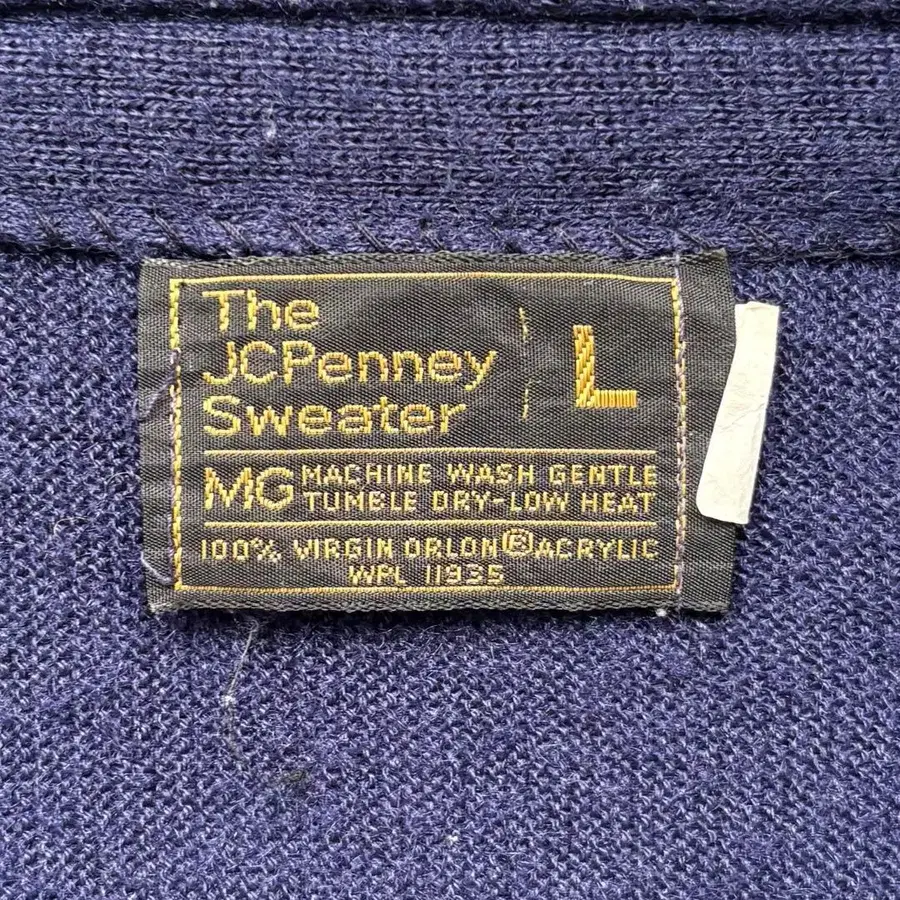 The
JCPenney
Sweater
L
MG MACHINE WASH GENTLE
TUMBLE DRY-LOW HEAT
100% VIRGIN ORLON® ACRYLIC
WPL 11935